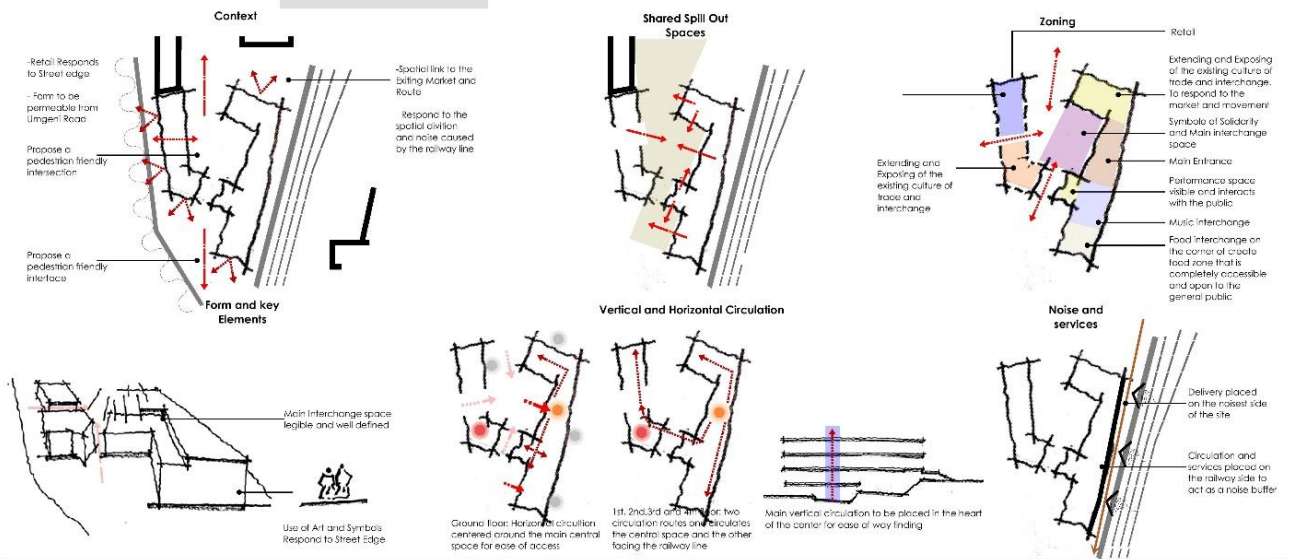 Context
-Retail Responds
to Street edge
- Form to be
permeable from
Umgeni Road
Propose a
pedestrian friendly
intersection
Propose a
pedestrian friendly
interface
-Spatial link to the
Exiting Market and
Route
- Respond to the
spatial division
and noise caused
by the railway line
Shared Spill Out
Spaces
Zoning
Retail
Extending and Exposing
of the existing culture of
trade and interchange.
To respond to the
market and movement
Symbols of Solidarity
and Main interchange
space
Main Entrance
Performance space
visible and interacts
with the public
Music interchange
Food interchange on
the corner of create
food zone that is
completely accessible
and open to the
general public
Extending and
Exposing of the
existing culture of
trade and
interchange
Form and key
Elements
Main Interchange space
legible and well defined
Use of Art and Symbols
Respond to Street Edge
Vertical and Horizontal Circulation
Ground floor: Horizontal circultion
centered around the main central
space for ease of access
1st. 2nd,3rd and 4th floor: two
circulation routes one circulates
the central space and the other
facing the railway line
Main vertical circulation to be placed in the heart
of the center for ease of way finding
Noise and
services
Delivery placed
on the noisest side
of the site
Circulation and
services placed on
the railway side to
act as a noise buffer